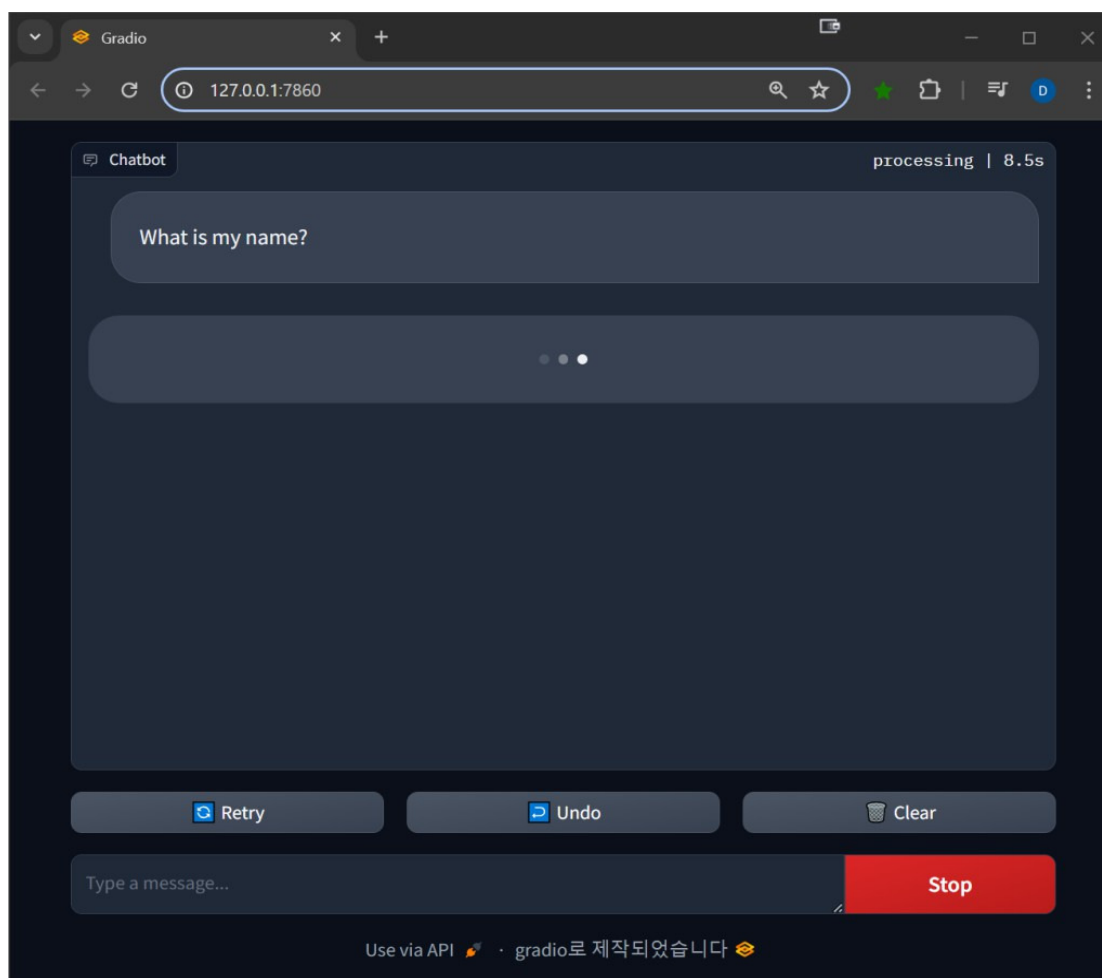 Gradio
127.0.0.1:7860
D
Chatbot
processing | 8.5s
What is my name?
Retry
Undo
Clear
Type a message...
Stop
Use via API · gradio로 제작되었습니다